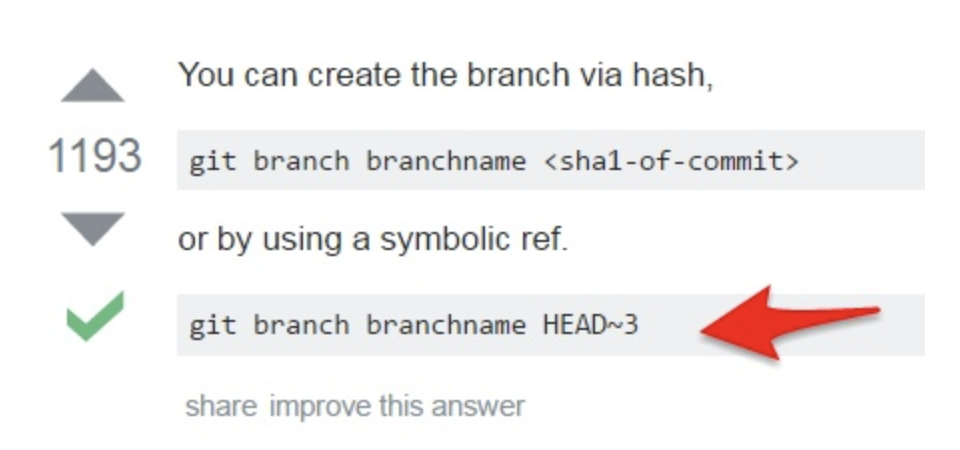 You can create the branch via hash,
1193
git branch branchname <sha1-of-commit>
or by using a symbolic ref.
git branch branchname HEAD~3
share improve this answer